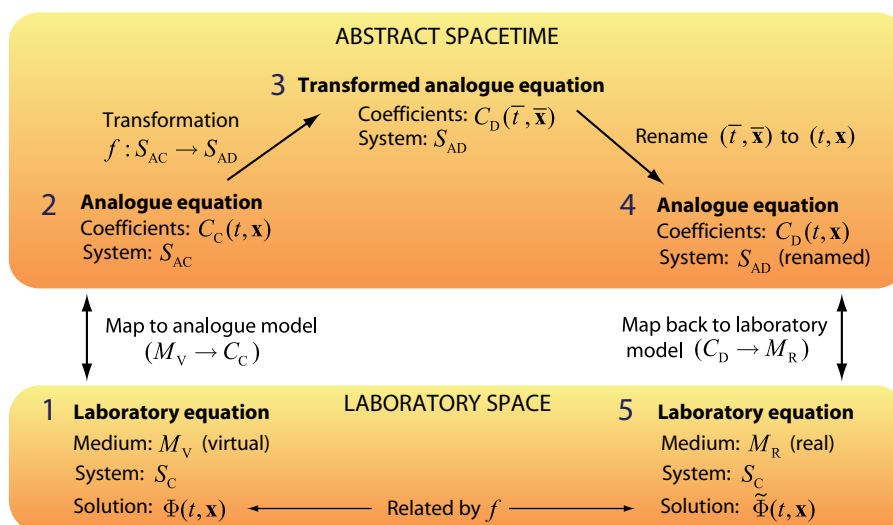 ABSTRACT SPACETIME
3 Transformed analogue equation
Coefficients: C_D(t̅, x̅)
System: S_AD
Transformation
f : S_AC → S_AD
Rename (t̅, x̅) to (t, x)
2 Analogue equation
Coefficients: C_C(t, x)
System: S_AC
4 Analogue equation
Coefficients: C_D(t, x)
System: S_AD (renamed)
Map to analogue model
(M_V → C_C)
Map back to laboratory
model (C_D → M_R)
LABORATORY SPACE
1 Laboratory equation
Medium: M_V (virtual)
System: S_C
Solution: Φ(t, x)
Related by f
5 Laboratory equation
Medium: M_R (real)
System: S_C
Solution: Φ̃(t, x)